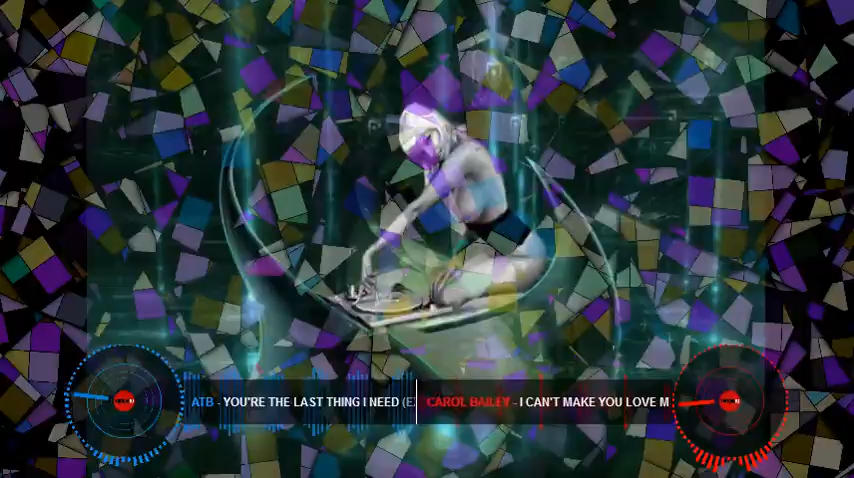 ATB - YOU'RE THE LAST THING I NEED (E
CAROL BAILEY - I CAN'T MAKE YOU LOVE M